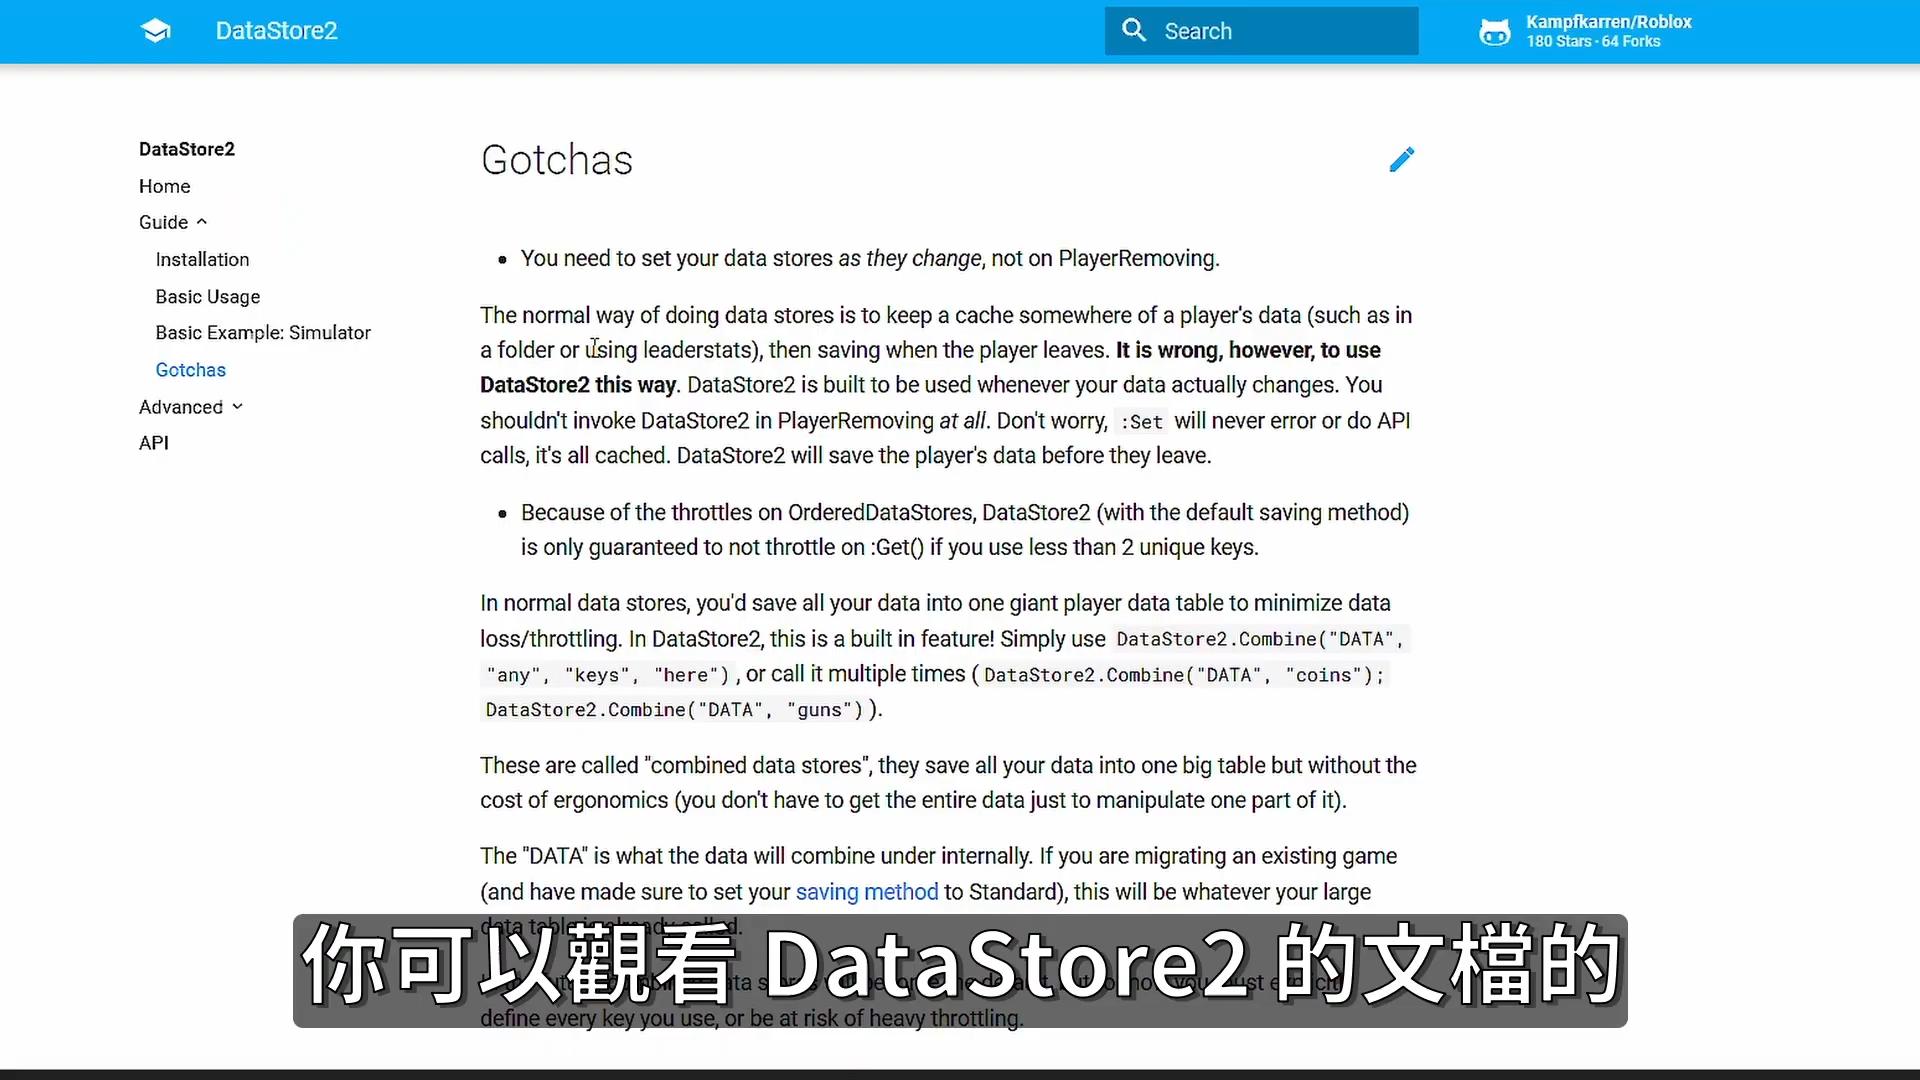 DataStore2
Search
Kampfkarren/Roblox
180 Stars · 64 Forks
DataStore2
Home
Guide
Installation
Basic Usage
Basic Example: Simulator
Gotchas
Advanced
API
Gotchas
You need to set your data stores as they change, not on PlayerRemoving.
The normal way of doing data stores is to keep a cache somewhere of a player's data (such as in
a folder or using leaderstats), then saving when the player leaves. It is wrong, however, to use
DataStore2 this way. DataStore2 is built to be used whenever your data actually changes. You
shouldn't invoke DataStore2 in PlayerRemoving at all. Don't worry, :Set will never error or do API
calls, it's all cached. DataStore2 will save the player's data before they leave.
Because of the throttles on OrderedDataStores, DataStore2 (with the default saving method)
is only guaranteed to not throttle on :Get() if you use less than 2 unique keys.
In normal data stores, you'd save all your data into one giant player data table to minimize data
loss/throttling. In DataStore2, this is a built in feature! Simply use DataStore2.Combine("DATA",
"any", "keys", "here"), or call it multiple times (DataStore2.Combine("DATA", "coins");
DataStore2.Combine("DATA", "guns")).
These are called "combined data stores", they save all your data into one big table but without the
cost of ergonomics (you don't have to get the entire data just to manipulate one part of it).
The "DATA" is what the data will combine under internally. If you are migrating an existing game
(and have made sure to set your saving method to Standard), this will be whatever your large
data table is already called.
你可以觀看 DataStore2 的文檔的
define every key you use, or be at risk of heavy throttling.